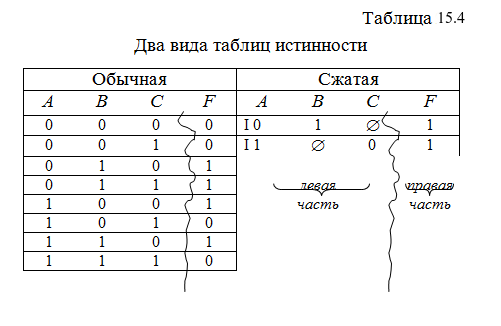 Таблица 15.4
Два вида таблиц истинности
Обычная Сжатая
A B C F A B C F
0 0 0 0 I 0 1 ∅ 1
0 0 1 0 I 1 ∅ 0 1
0 1 0 1
0 1 1 1 левая правая
1 0 0 1 часть часть
1 0 1 0
1 1 0 1
1 1 1 0